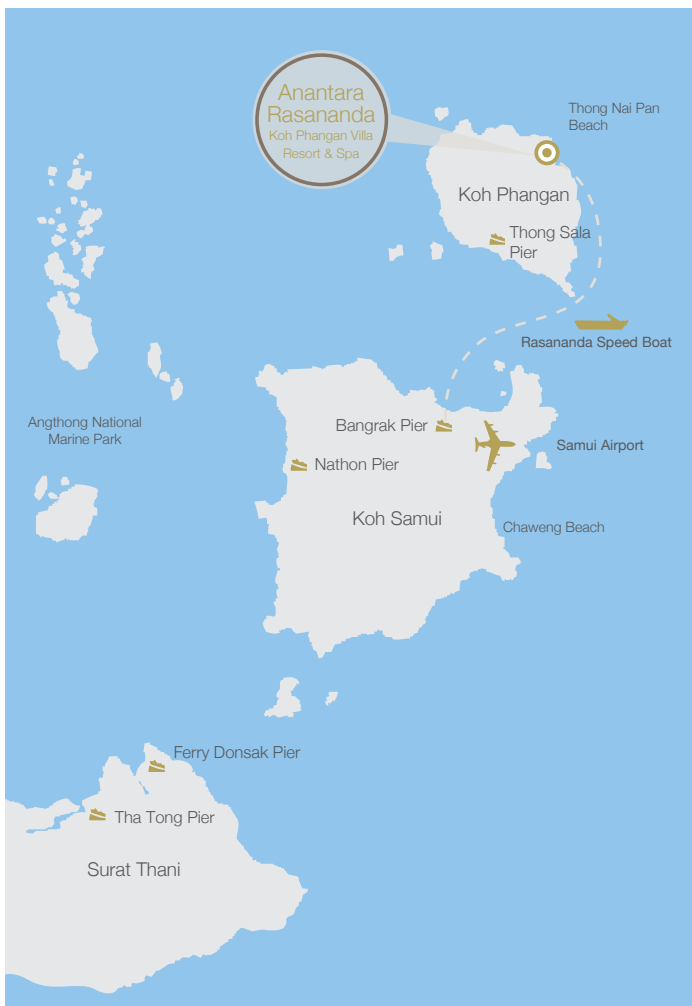 Anantara
Rasananda
Koh Phangan Villa
Resort & Spa
Thong Nai Pan
Beach
Koh Phangan
Thong Sala
Pier
Rasananda Speed Boat
Angthong National
Marine Park
Bangrak Pier
Samui Airport
Nathon Pier
Koh Samui
Chaweng Beach
Ferry Donsak Pier
Tha Tong Pier
Surat Thani